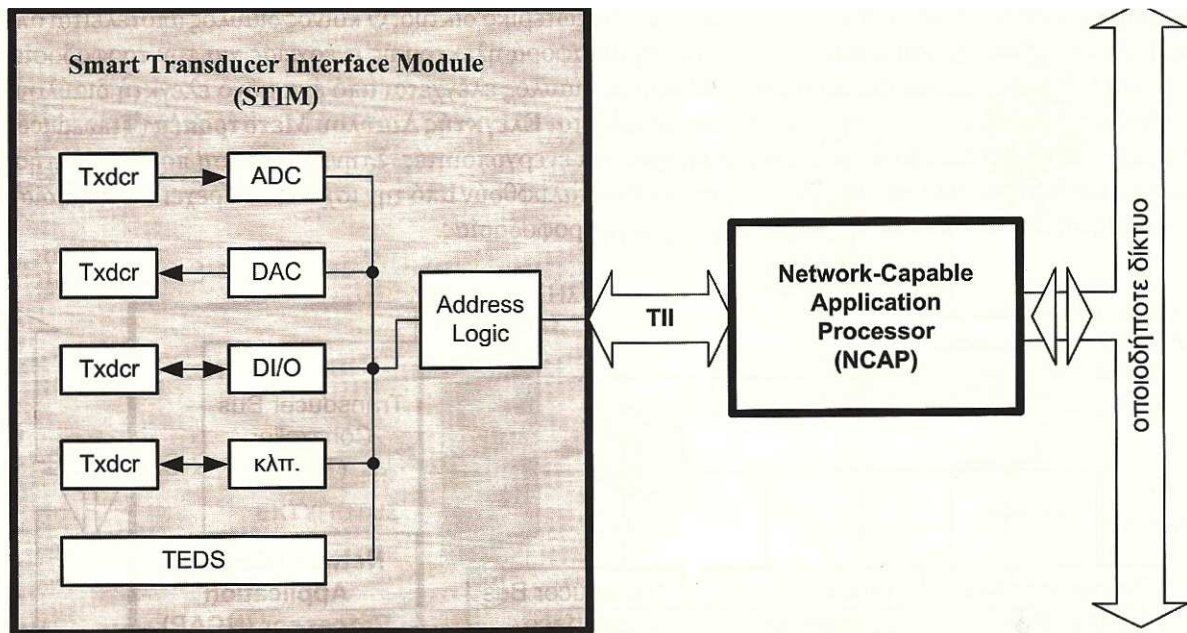 Smart Transducer Interface Module
(STIM)
Txdcr
ADC
Txdcr
DAC
Txdcr
DI/O
Txdcr
κλπ.
TEDS
Address
Logic
TII
Network-Capable
Application
Processor
(NCAP)
οποιοδήποτε δίκτυο